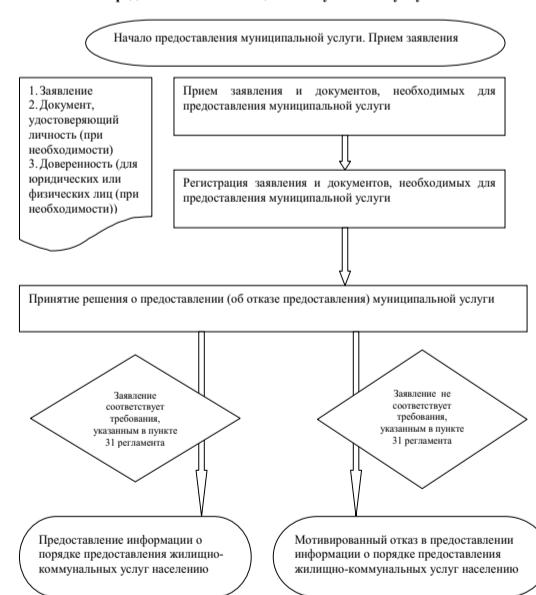 Начало предоставления муниципальной услуги. Прием заявления
1. Заявление
2. Документ,
удостоверяющий
личность (при
необходимости)
3. Доверенность (для
юридических или
физических лиц (при
необходимости))
Прием заявления и документов, необходимых для
предоставления муниципальной услуги
Регистрация заявления и документов, необходимых для
предоставления муниципальной услуги
Принятие решения о предоставлении (об отказе предоставления) муниципальной услуги
Заявление
соответствует
требования,
указанным в пункте
31 регламента
Заявление не
соответствует
требования,
указанным в пункте
31 регламента
Предоставление информации о
порядке предоставления жилищно-
коммунальных услуг населению
Мотивированный отказ в предоставлении
информации о порядке предоставления
жилищно-коммунальных услуг населению